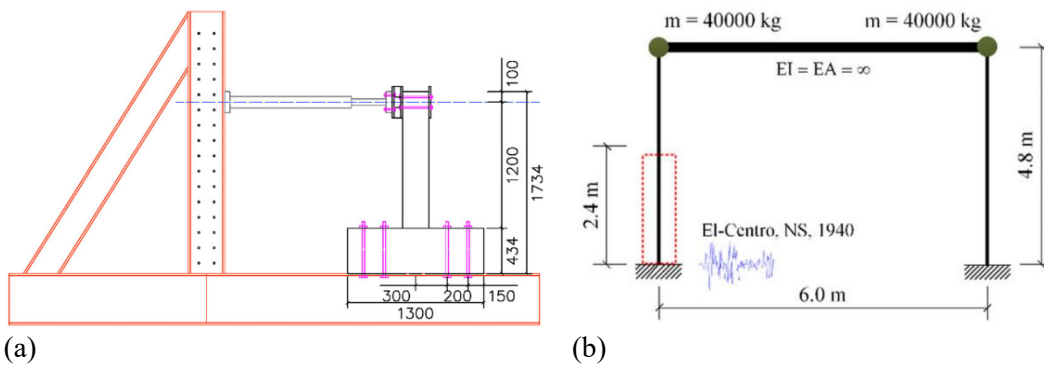 100
1200
1734
434
300
200
150
1300
(a)
m = 40000 kg
m = 40000 kg
EI = EA = ∞
2.4 m
4.8 m
El-Centro, NS, 1940
6.0 m
(b)